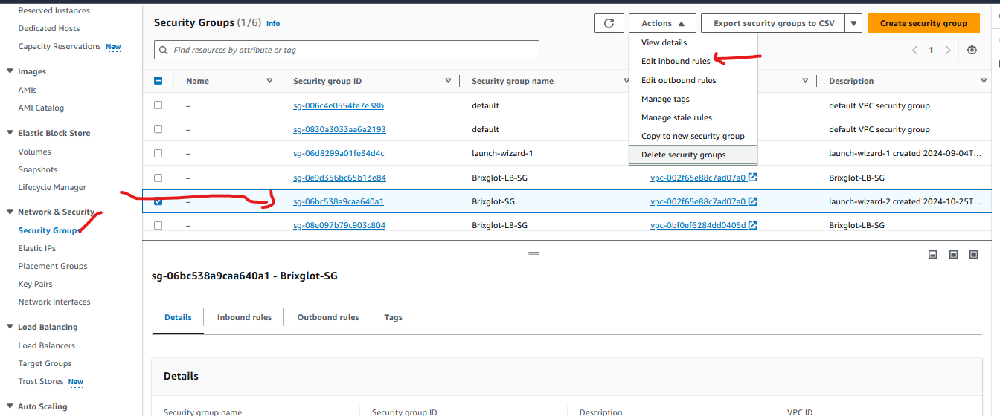 Reserved Instances
Dedicated Hosts
Capacity Reservations New
Images
AMIs
AMI Catalog
Elastic Block Store
Volumes
Snapshots
Lifecycle Manager
Network & Security
Security Groups
Elastic IPs
Placement Groups
Key Pairs
Network Interfaces
Load Balancing
Load Balancers
Target Groups
Trust Stores New
Auto Scaling
Security Groups (1/6) Info
Actions
Export security groups to CSV
Create security group
Find resources by attribute or tag
1
View details
Edit inbound rules
Edit outbound rules
Manage tags
Manage stale rules
Copy to new security group
Delete security groups
Name Security group ID Security group name Description
– sg-006c4e0554fe7e38b default default VPC security group
– sg-0830a3033aa6a2193 default default VPC security group
– sg-06d8299a01fe34d4c launch-wizard-1 launch-wizard-1 created 2024-09-04T...
– sg-0e9d356bc65b13e84 Brixglot-LB-SG vpc-002f65e88c7ad07a0 Brixglot-LB-SG
– sg-06bc538a9caa640a1 Brixglot-SG vpc-002f65e88c7ad07a0 launch-wizard-2 created 2024-10-25T...
– sg-08e097b79c903c804 Brixglot-LB-SG vpc-0bf0ef6284dd0405d Brixglot-LB-SG
sg-06bc538a9caa640a1 - Brixglot-SG
Details Inbound rules Outbound rules Tags
Details
Security group name Security group ID Description VPC ID